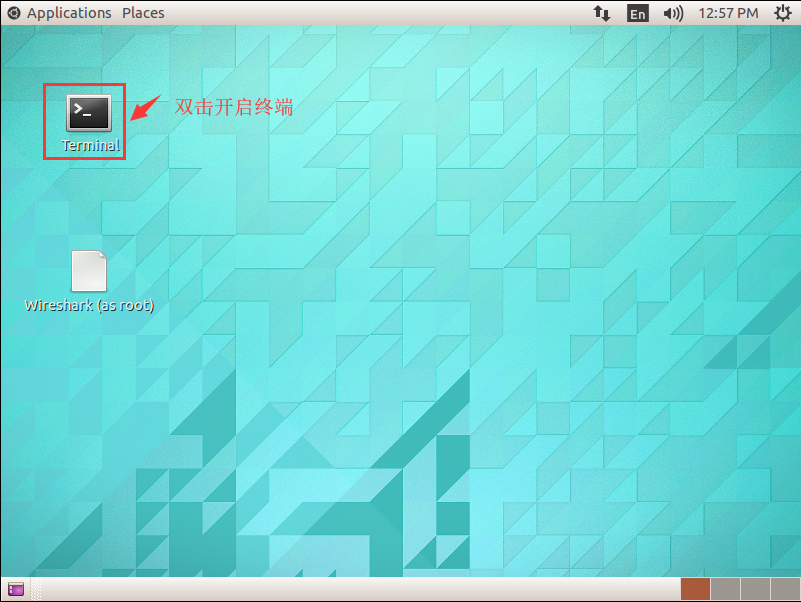 Applications Places En 12:57 PM
双击开启终端
Terminal
Wireshark (as root)